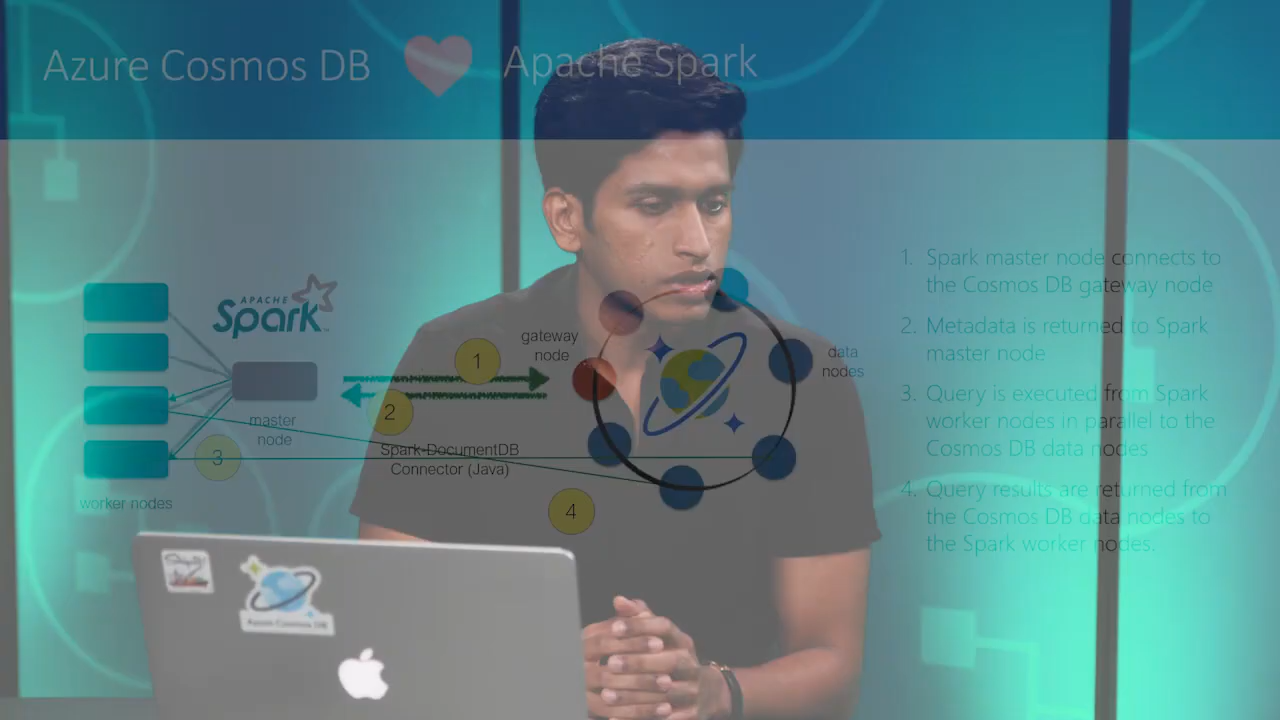 Azure Cosmos DB
Apache Spark
APACHE
Spark
TM
master
node
worker nodes
1
2
3
4
Spark-DocumentDB
Connector (Java)
gateway
node
data
nodes
1. Spark master node connects to
the Cosmos DB gateway node
2. Metadata is returned to Spark
master node
3. Query is executed from Spark
worker nodes in parallel to the
Cosmos DB data nodes
4. Query results are returned from
the Cosmos DB data nodes to
the Spark worker nodes.
Azure Cosmos DB